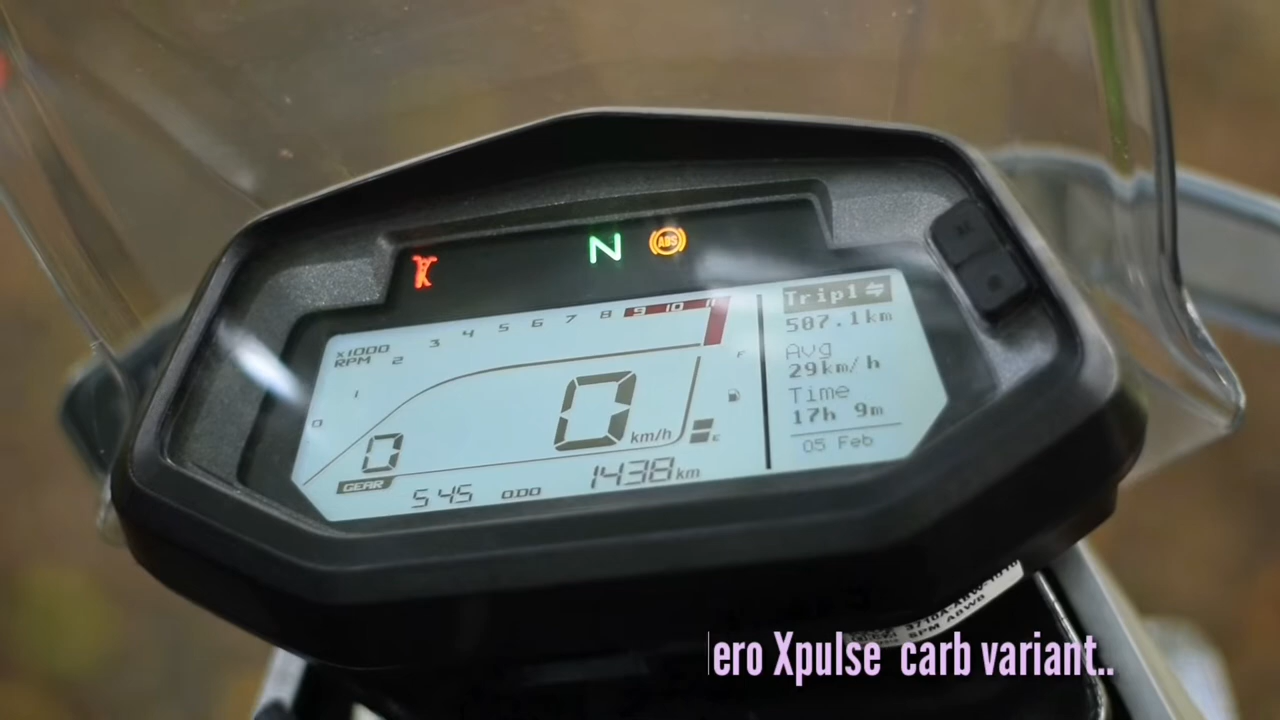 N ABS
x1000
RPM
0 1 2 3 4 5 6 7 8 9 10 11
F
E
0
GEAR
0 km/h
5 45
0.00
1438 km
Trip1
507.1km
Avg
29km/h
Time
17h 9m
05 Feb
ero Xpulse carb variant..